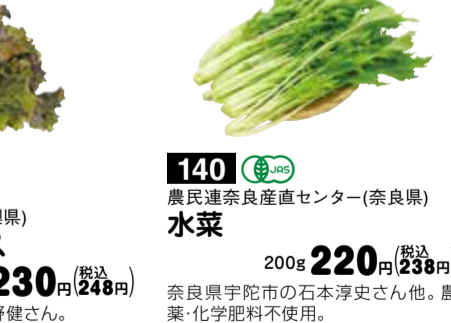 県)
ス
230円(税込248円)
野健さん。
140 JAS
農民連奈良産直センター(奈良県)
水菜
200g 220円(税込238円
奈良県宇陀市の石本淳史さん他。農
薬・化学肥料不使用。